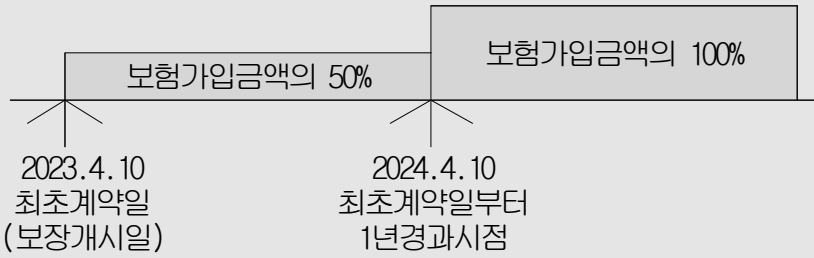 보험가입금액의 50%
보험가입금액의 100%
2023.4.10
최초계약일
(보장개시일)
2024.4.10
최초계약일부터
1년경과시점